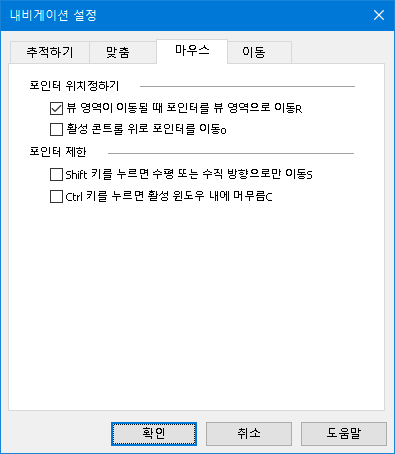 내비게이션 설정
추적하기 맞춤 마우스 이동
포인터 위치정하기
뷰 영역이 이동될 때 포인터를 뷰 영역으로 이동R
활성 콘트롤 위로 포인터를 이동O
포인터 제한
Shift 키를 누르면 수평 또는 수직 방향으로만 이동S
Ctrl 키를 누르면 활성 윈도우 내에 머무름C
확인 취소 도움말